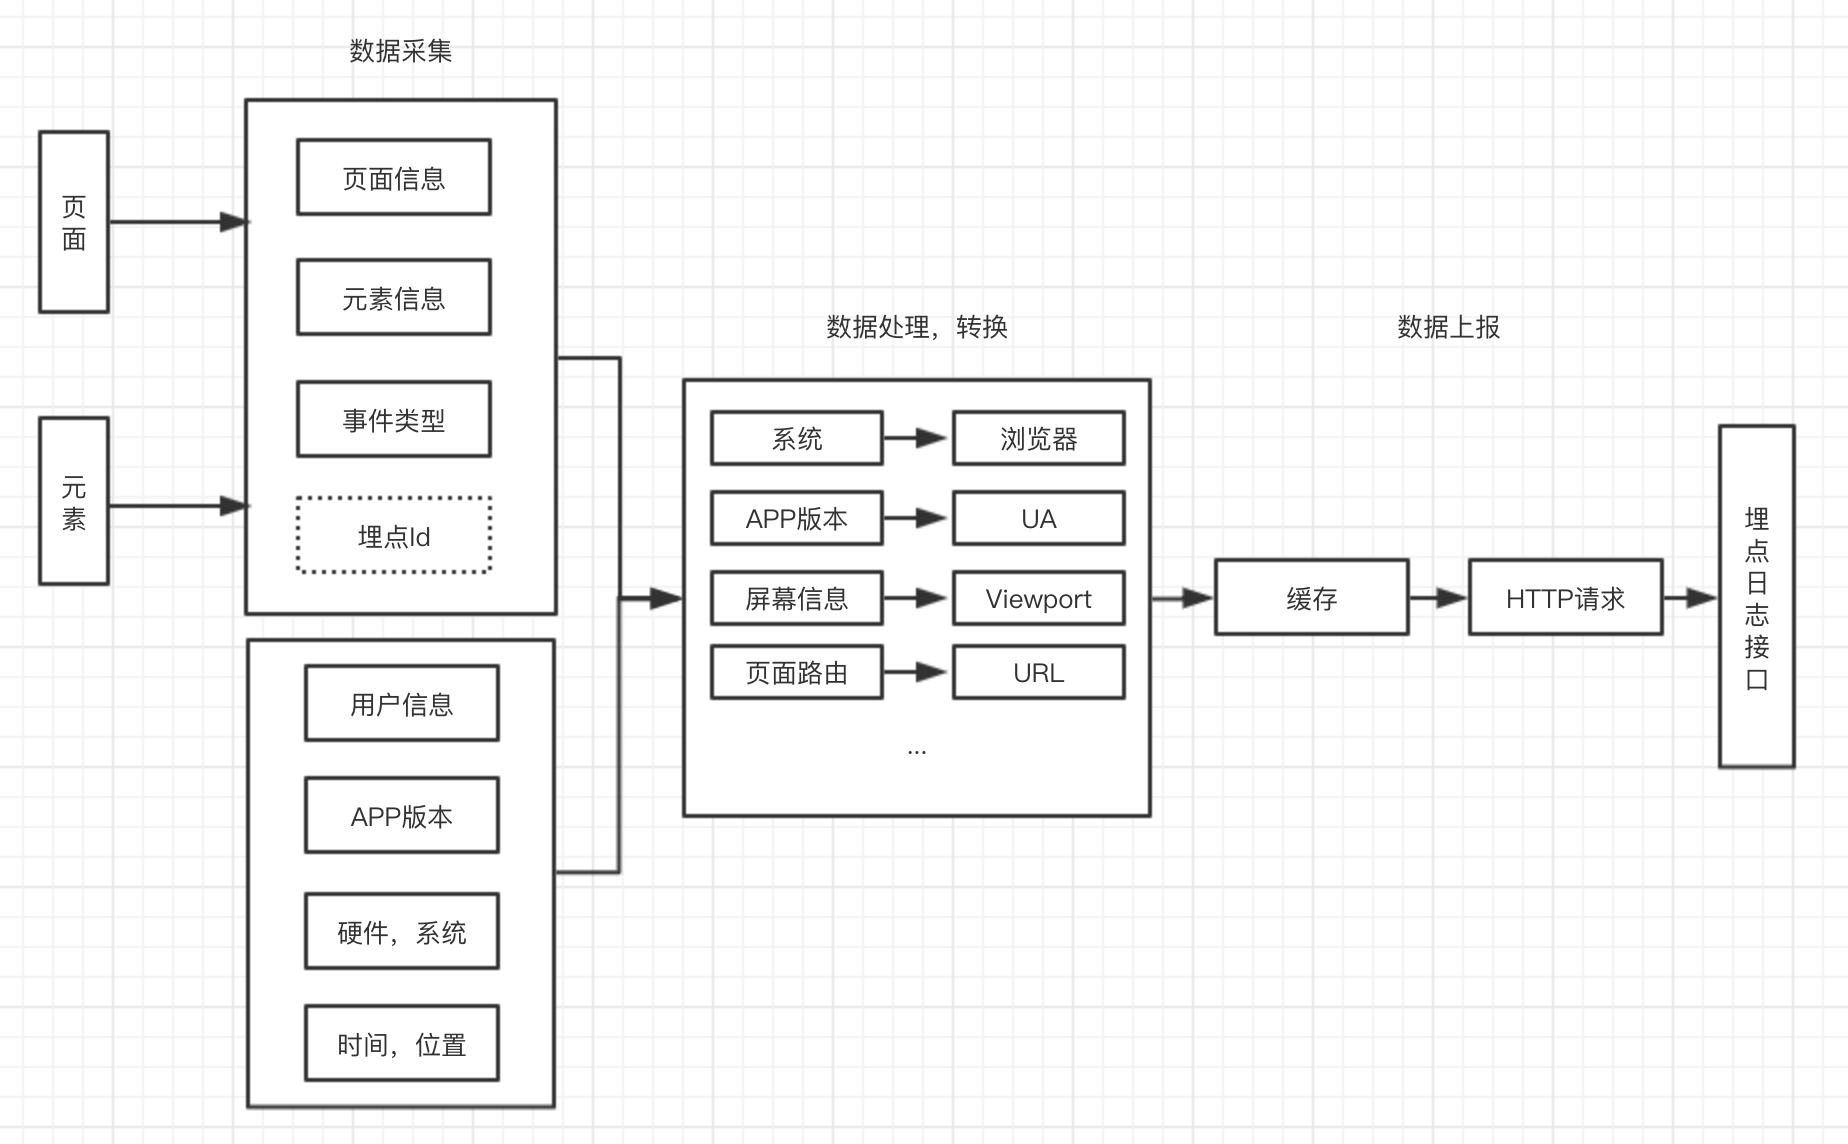 数据采集
页面
元素
页面信息
元素信息
事件类型
埋点Id
用户信息
APP版本
硬件，系统
时间，位置
数据处理，转换
系统
浏览器
APP版本
UA
屏幕信息
Viewport
页面路由
URL
...
数据上报
缓存
HTTP请求
埋点日志接口